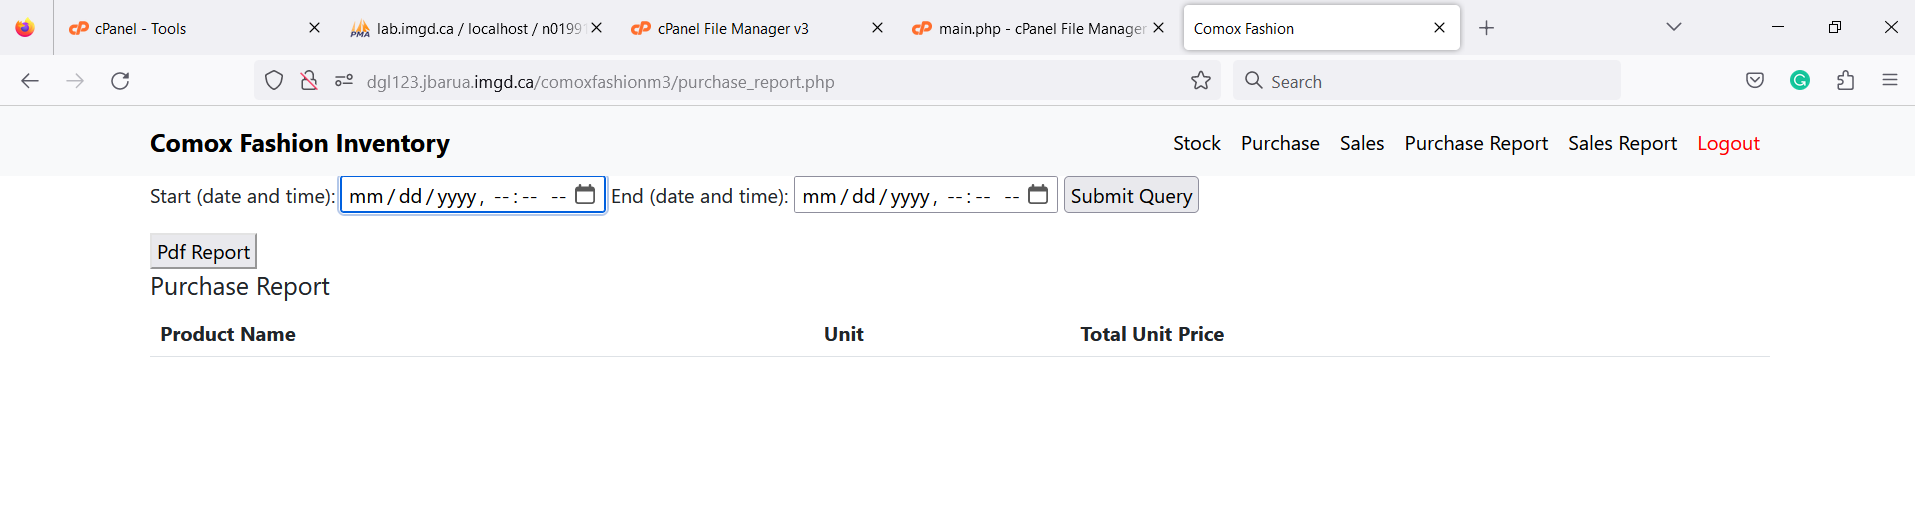 cPanel - Tools
lab.imgd.ca / localhost / n0199
cPanel File Manager v3
main.php - cPanel File Manager
Comox Fashion
dgl123.jbarua.imgd.ca/comoxfashionm3/purchase_report.php
Search
Comox Fashion Inventory
Stock Purchase Sales Purchase Report Sales Report Logout
Start (date and time): mm/dd/yyyy, --:-- -- End (date and time): mm/dd/yyyy, --:-- -- Submit Query
Pdf Report
Purchase Report
Product Name Unit Total Unit Price